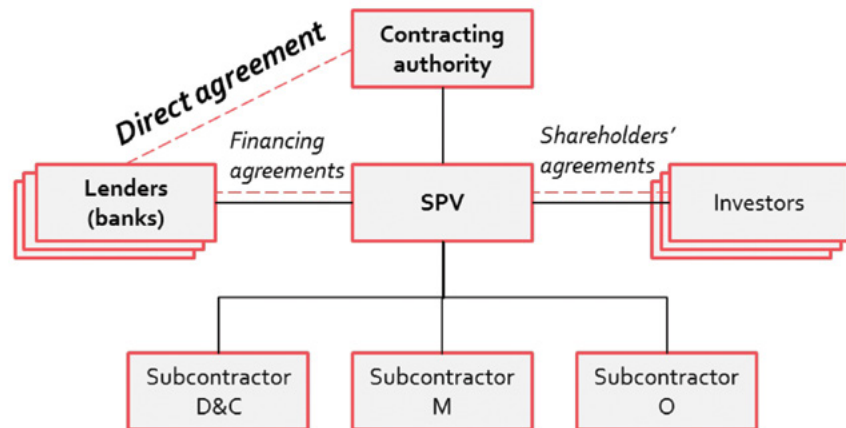 Contracting
authority
Direct agreement
Financing
agreements
Shareholders’
agreements
Lenders
(banks)
SPV
Investors
Subcontractor
D&C
Subcontractor
M
Subcontractor
O